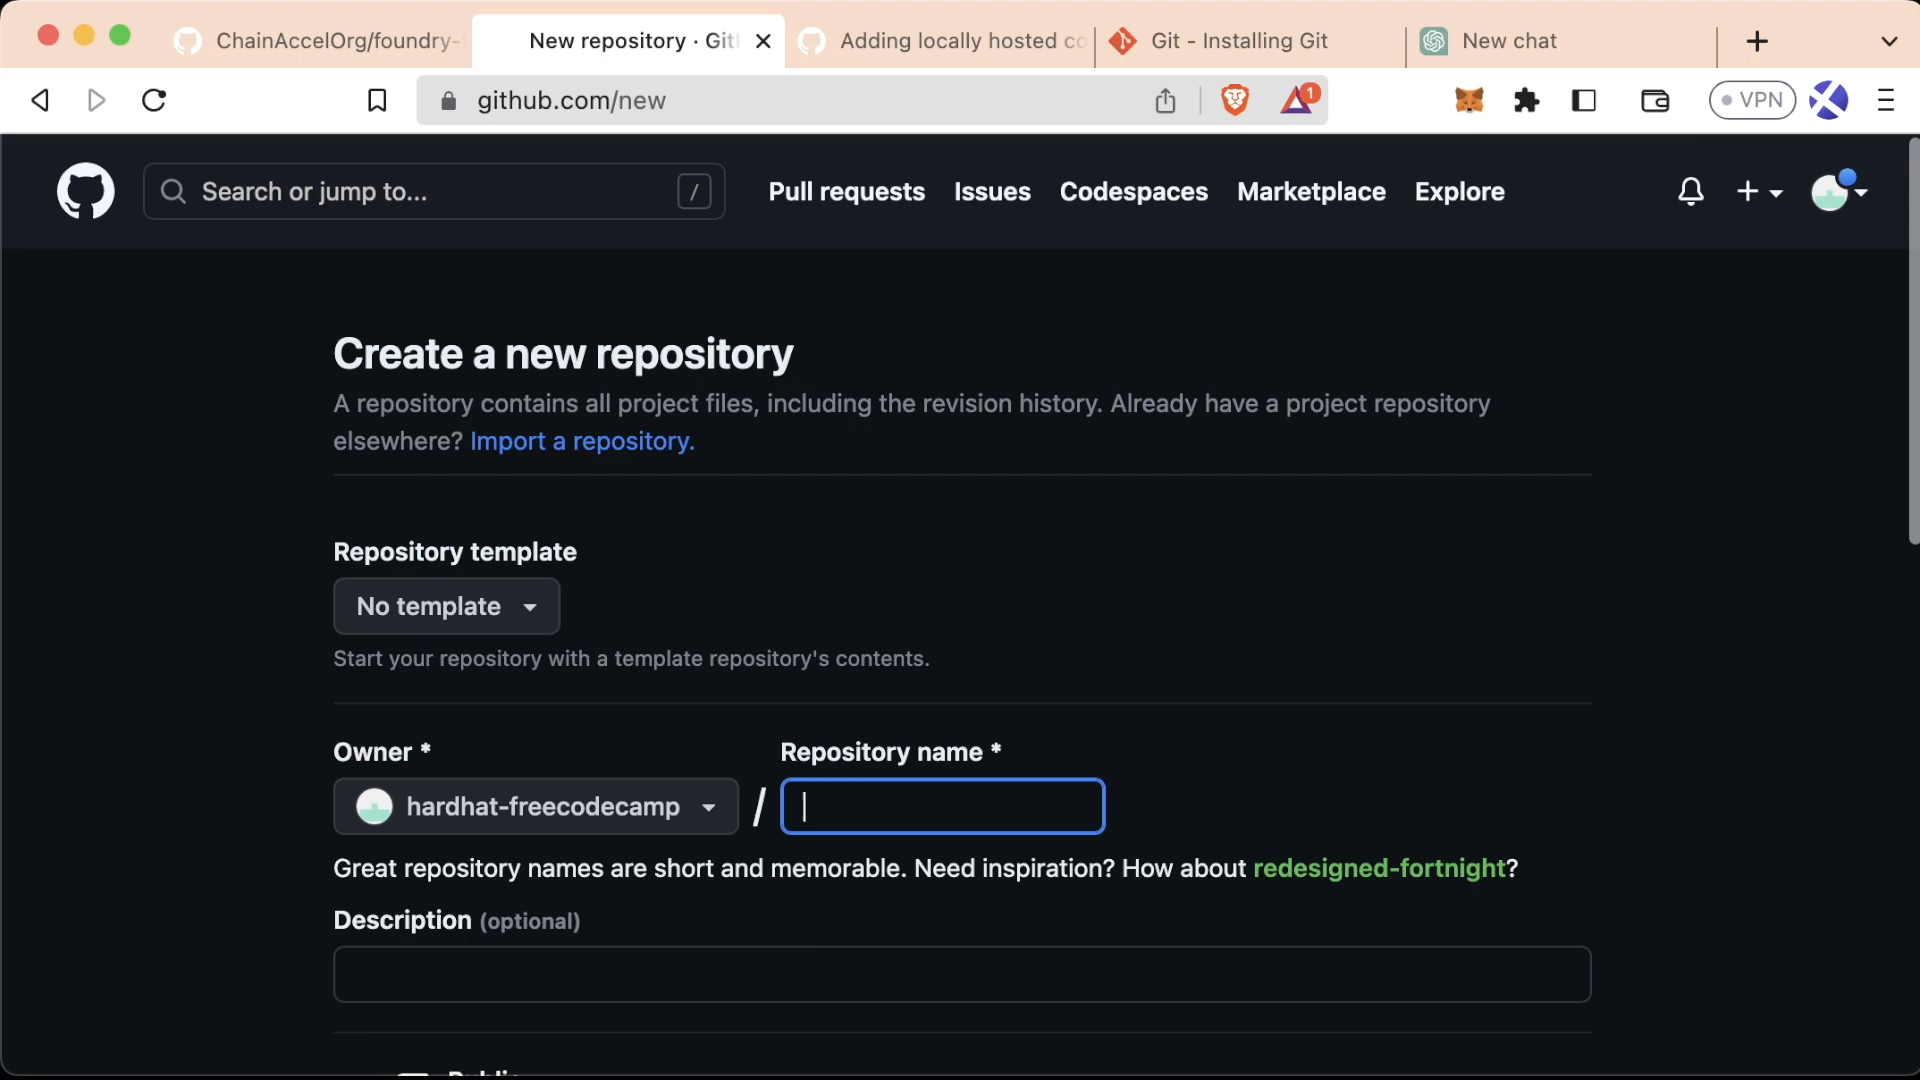 ChainAccelOrg/foundry-
New repository · Git
Adding locally hosted co
Git - Installing Git
New chat
github.com/new
1
VPN
Search or jump to...
/
Pull requests
Issues
Codespaces
Marketplace
Explore
Create a new repository
A repository contains all project files, including the revision history. Already have a project repository
elsewhere? Import a repository.
Repository template
No template
Start your repository with a template repository's contents.
Owner *
Repository name *
hardhat-freecodecamp
/
Great repository names are short and memorable. Need inspiration? How about redesigned-fortnight?
Description (optional)
Public